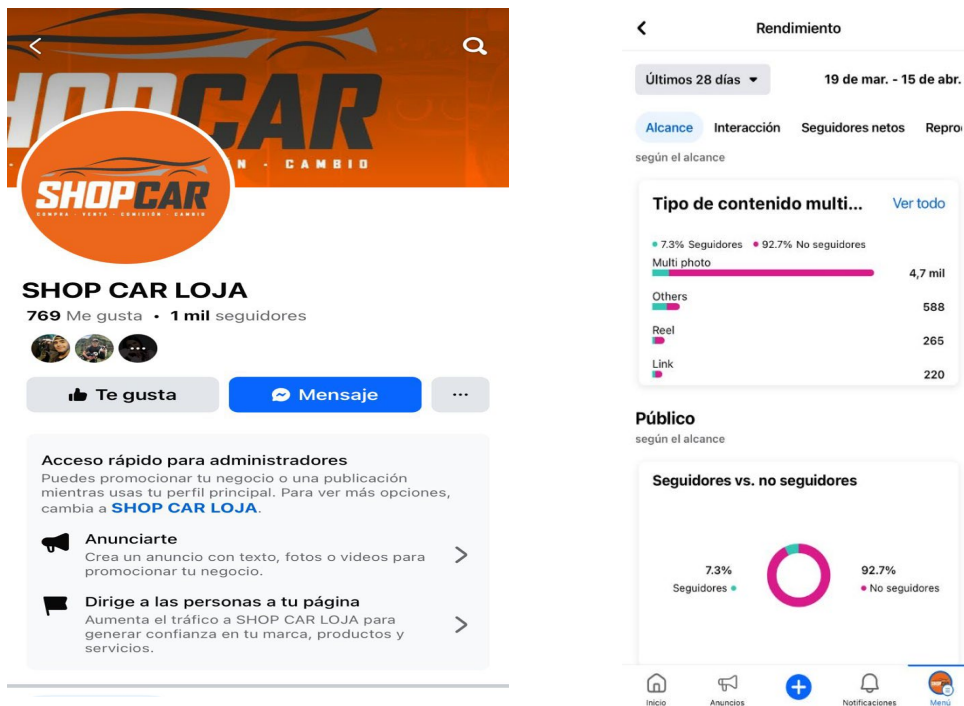 HOPCAR
N - CAMBIO
SHOPCAR
COMPRA - VENTA - COMISIÓN - CAMBIO
SHOP CAR LOJA
769 Me gusta • 1 mil seguidores
Te gusta
Mensaje
...
Acceso rápido para administradores
Puedes promocionar tu negocio o una publicación
mientras usas tu perfil principal. Para ver más opciones,
cambia a SHOP CAR LOJA.
Anunciarte
Crea un anuncio con texto, fotos o videos para
promocionar tu negocio.
Dirige a las personas a tu página
Aumenta el tráfico a SHOP CAR LOJA para
generar confianza en tu marca, productos y
servicios.
Rendimiento
Últimos 28 días
19 de mar. - 15 de abr.
Alcance Interacción Seguidores netos Repro
según el alcance
Tipo de contenido multi... Ver todo
7.3% Seguidores 92.7% No seguidores
Multi photo
4,7 mil
Others
588
Reel
265
Link
220
Público
según el alcance
Seguidores vs. no seguidores
7.3%
Seguidores
92.7%
No seguidores
Inicio
Anuncios
Notificaciones
Menú